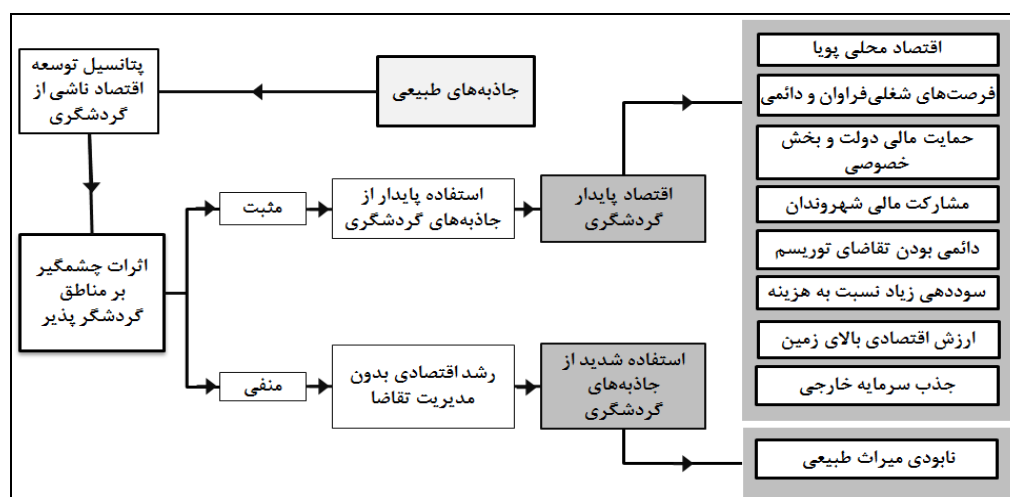 جاذبه‌های طبیعی
پتانسیل توسعه
اقتصاد ناشی از
گردشگری
اثرات چشمگیر
بر مناطق
گردشگر پذیر
مثبت
استفاده پایدار از
جاذبه‌های گردشگری
اقتصاد پایدار
گردشگری
اقتصاد محلی پویا
فرصت‌های شغلی‌فراوان و دائمی
حمایت مالی دولت و بخش
خصوصی
مشارکت مالی شهروندان
دائمی بودن تقاضای توریسم
سوددهی زیاد نسبت به هزینه
ارزش اقتصادی بالای زمین
جذب سرمایه خارجی
منفی
رشد اقتصادی بدون
مدیریت تقاضا
استفاده شدید از
جاذبه‌های
گردشگری
نابودی میراث طبیعی